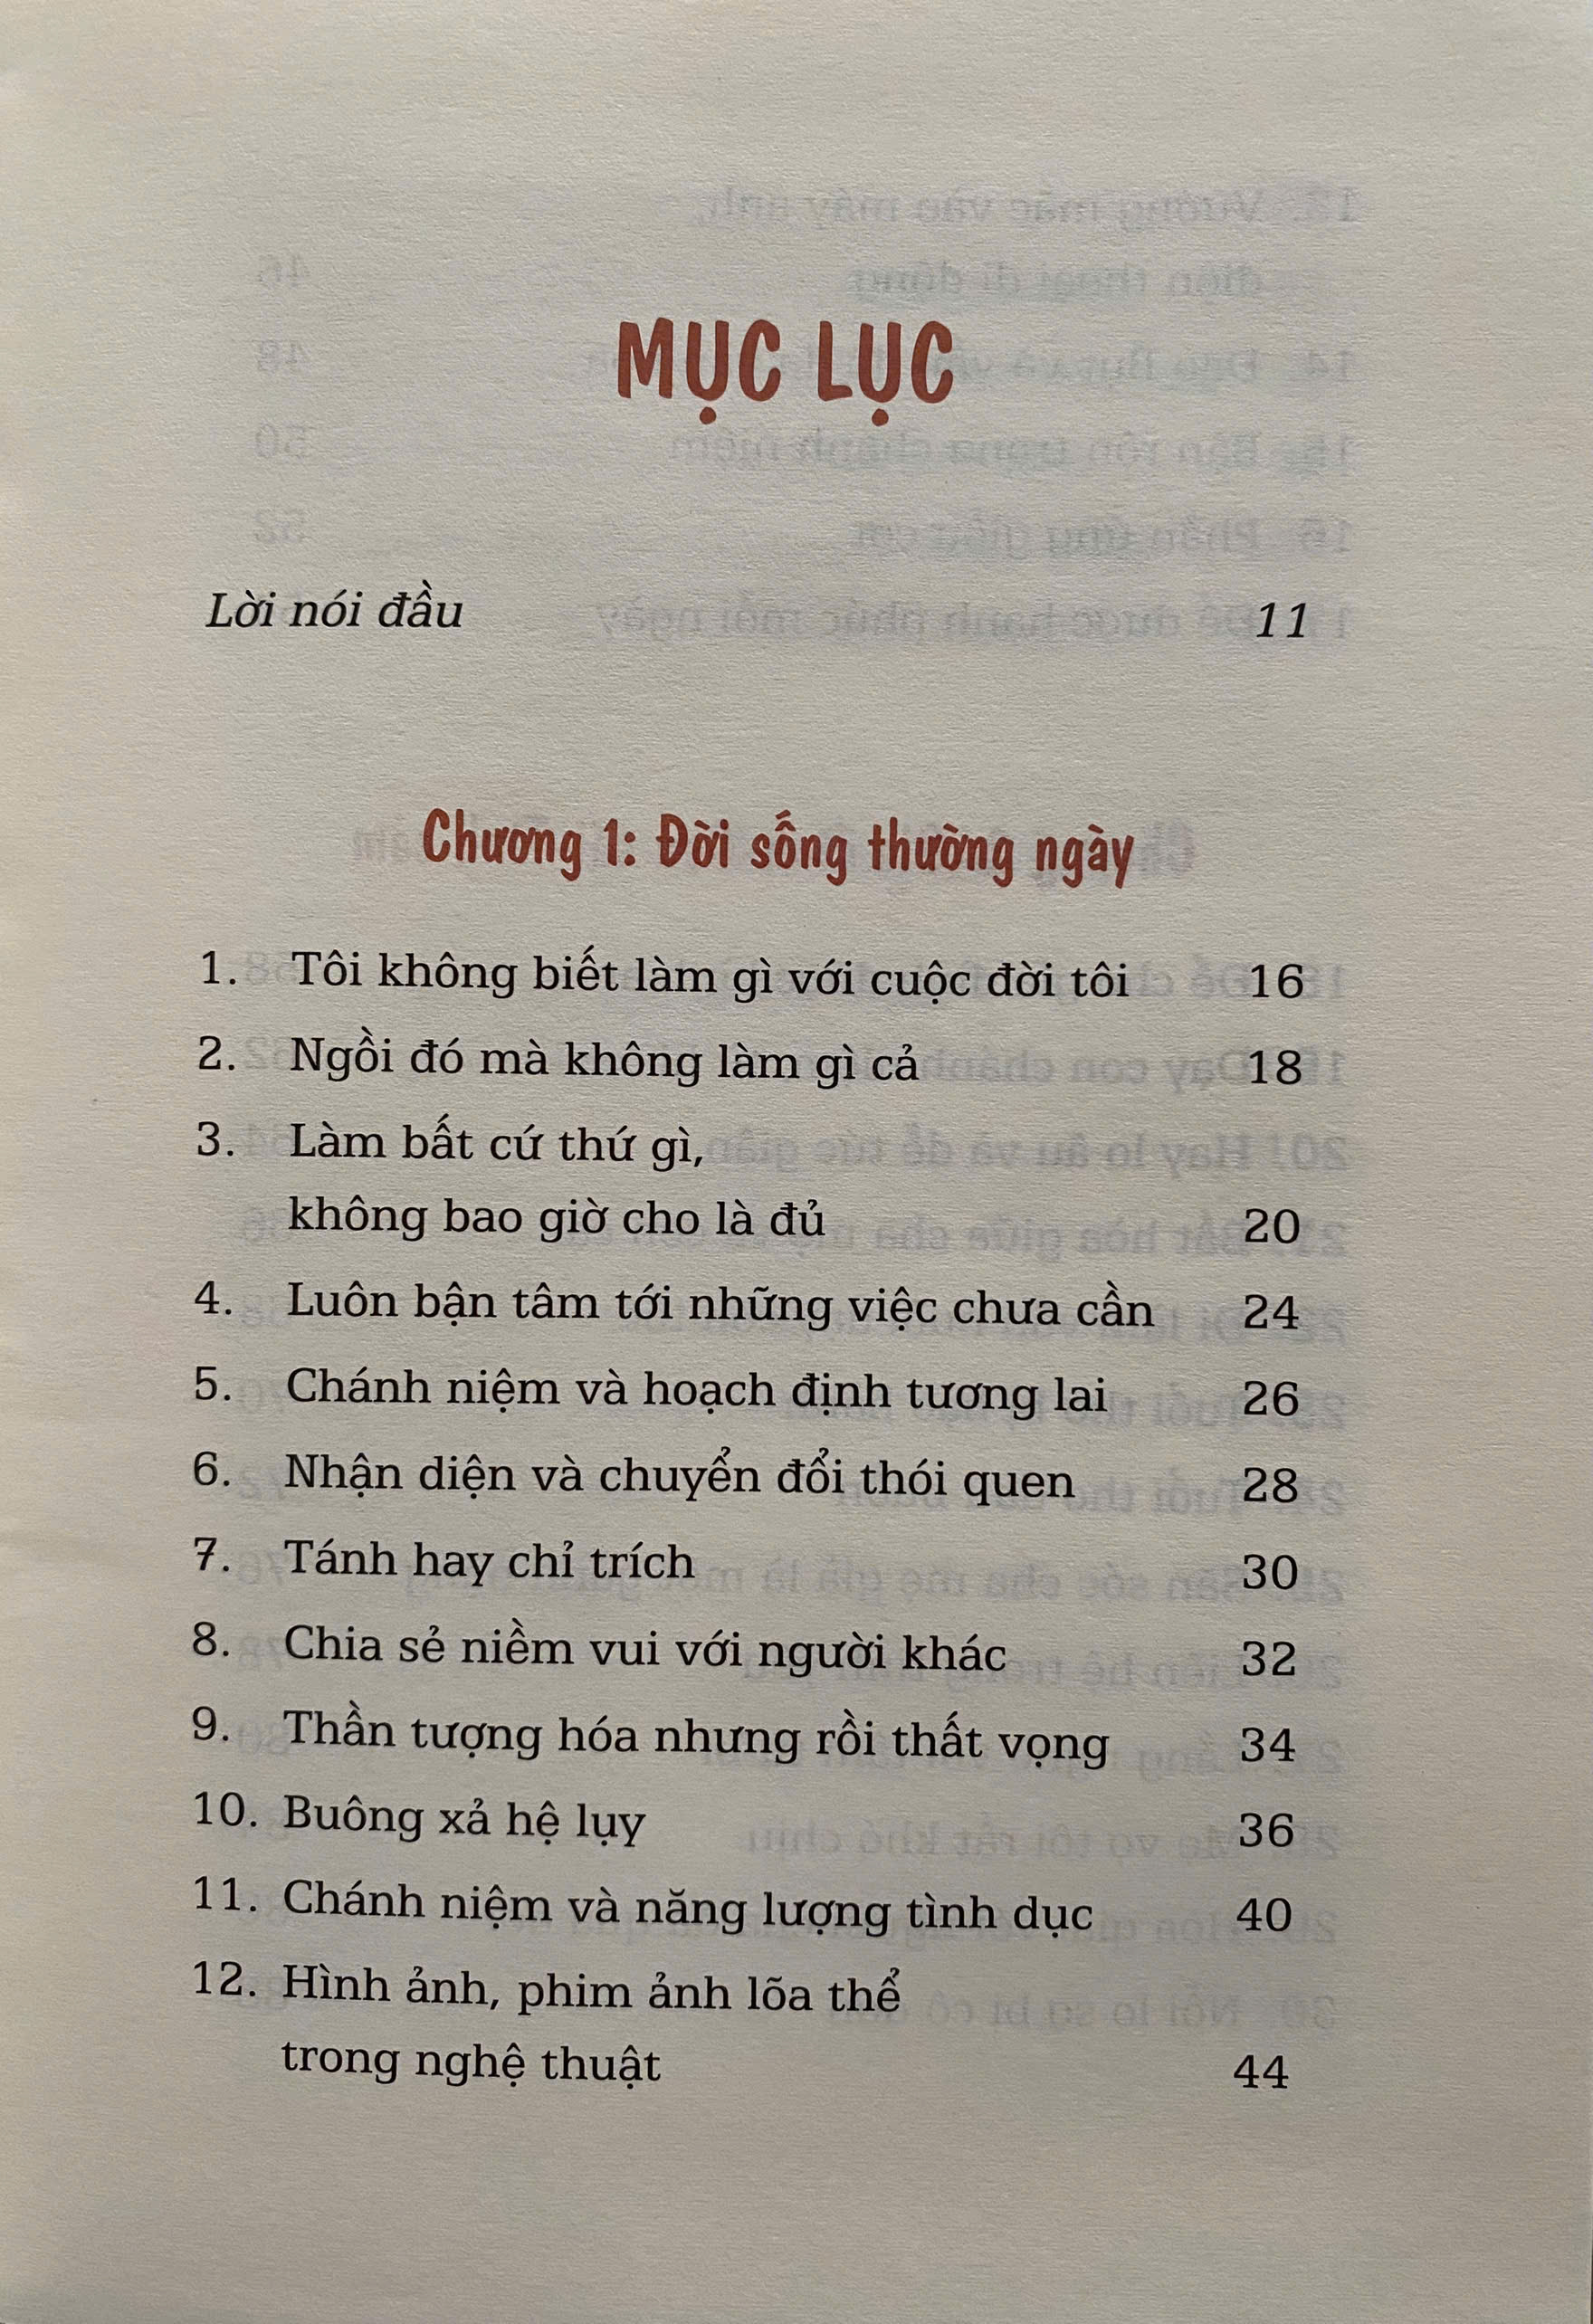 MỤC LỤC
Lời nói đầu 11
Chương 1: Đời sống thường ngày
1. Tôi không biết làm gì với cuộc đời tôi 16
2. Ngồi đó mà không làm gì cả 18
3. Làm bất cứ thứ gì,
không bao giờ cho là đủ 20
4. Luôn bận tâm tới những việc chưa cần 24
5. Chánh niệm và hoạch định tương lai 26
6. Nhận diện và chuyển đổi thói quen 28
7. Tánh hay chỉ trích 30
8. Chia sẻ niềm vui với người khác 32
9. Thần tượng hóa nhưng rồi thất vọng 34
10. Buông xả hệ lụy 36
11. Chánh niệm và năng lượng tình dục 40
12. Hình ảnh, phim ảnh lõa thể
trong nghệ thuật 44